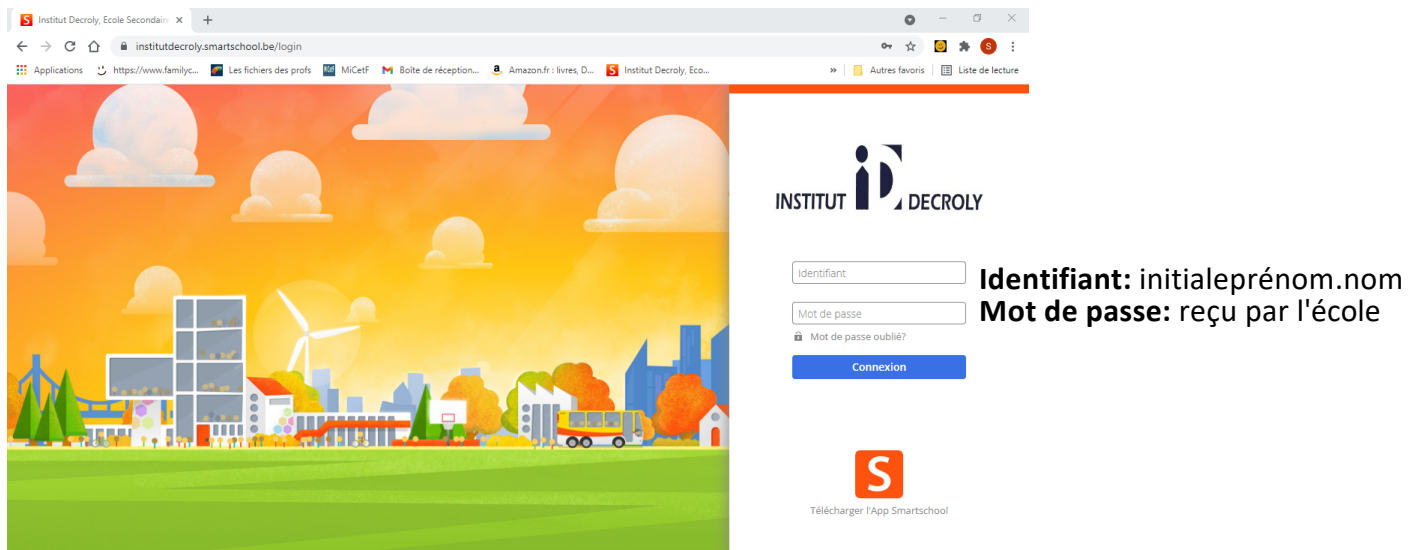 S Institut Decroly, Ecole Secondair
institutdecroly.smartschool.be/login
S
Applications https://www.familyc... Les fichiers des profs MiCetF Boîte de réception... Amazon.fr : livres, D... S Institut Decroly, Eco... » Autres favoris Liste de lecture
INSTITUT iD DECROLY
Identifiant
Identifiant: initialeprénom.nom
Mot de passe
Mot de passe: reçu par l'école
Mot de passe oublié?
Connexion
S
Télécharger l'App Smartschool